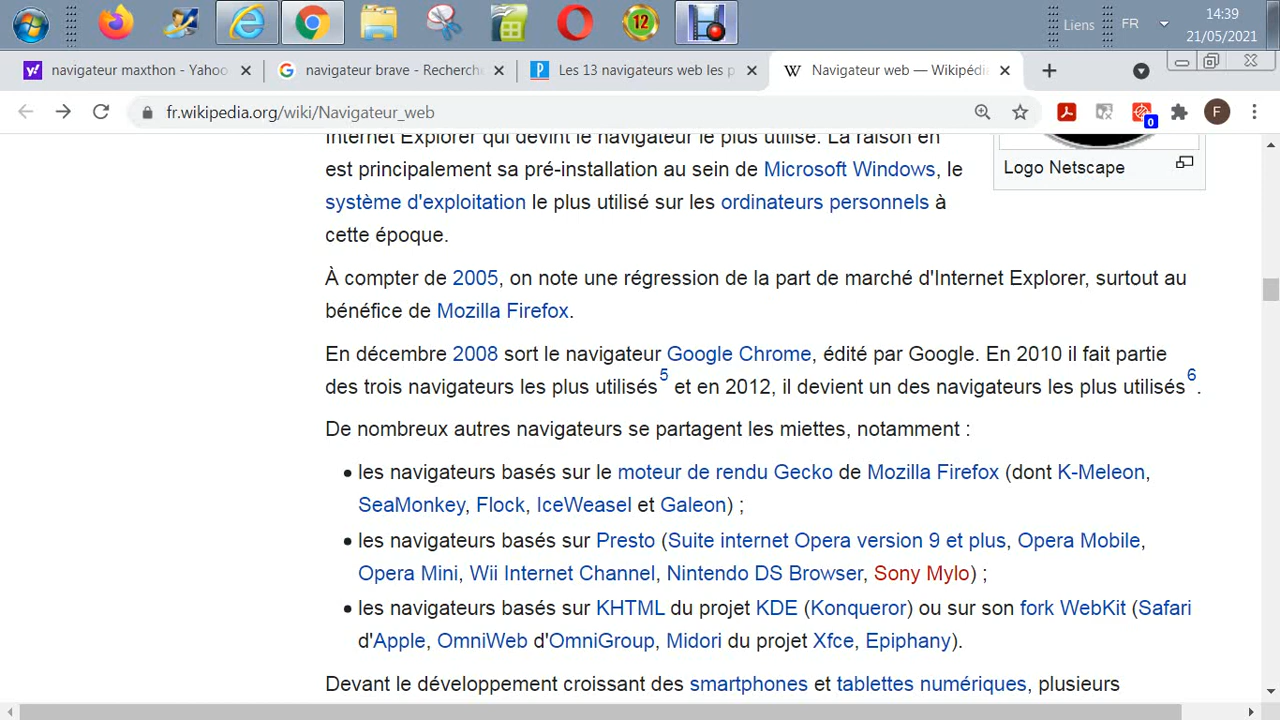 14:39
Liens FR
21/05/2021
12
navigateur maxthon - Yahoo
navigateur brave - Recherche
Les 13 navigateurs web les p
Navigateur web — Wikipédi
fr.wikipedia.org/wiki/Navigateur_web
0
F
Internet Explorer qui devint le navigateur le plus utilisé. La raison en
est principalement sa pré-installation au sein de Microsoft Windows, le
Logo Netscape
système d'exploitation le plus utilisé sur les ordinateurs personnels à
cette époque.
À compter de 2005, on note une régression de la part de marché d'Internet Explorer, surtout au
bénéfice de Mozilla Firefox.
En décembre 2008 sort le navigateur Google Chrome, édité par Google. En 2010 il fait partie
des trois navigateurs les plus utilisés5 et en 2012, il devient un des navigateurs les plus utilisés6.
De nombreux autres navigateurs se partagent les miettes, notamment :
• les navigateurs basés sur le moteur de rendu Gecko de Mozilla Firefox (dont K-Meleon,
SeaMonkey, Flock, IceWeasel et Galeon) ;
• les navigateurs basés sur Presto (Suite internet Opera version 9 et plus, Opera Mobile,
Opera Mini, Wii Internet Channel, Nintendo DS Browser, Sony Mylo) ;
• les navigateurs basés sur KHTML du projet KDE (Konqueror) ou sur son fork WebKit (Safari
d'Apple, OmniWeb d'OmniGroup, Midori du projet Xfce, Epiphany).
Devant le développement croissant des smartphones et tablettes numériques, plusieurs